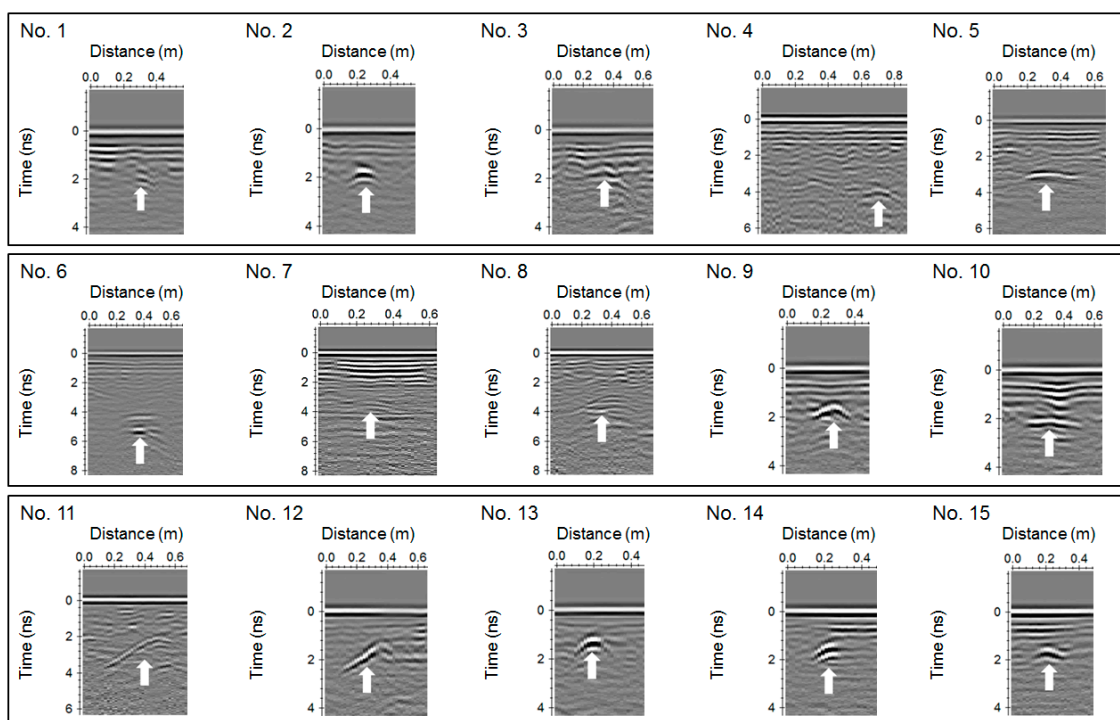 No. 1 No. 2 No. 3 No. 4 No. 5
Distance (m) Distance (m) Distance (m) Distance (m) Distance (m)
0.0 0.4 0.0 0.2 0.4 0.0 0.2 0.4 0.6 0.0 0.2 0.4 0.6 0.8 0.0 0.2 0.4 0.6
Time (ns) Time (ns) Time (ns) Time (ns) Time (ns)
0 0 0 0 0
2 2 2 2 2
4 4 4 4 4
6 6
No. 6 No. 7 No. 8 No. 9 No. 10
Distance (m) Distance (m) Distance (m) Distance (m) Distance (m)
0.0 0.2 0.4 0.6 0.0 0.2 0.4 0.6 0.0 0.2 0.4 0.6 0.0 0.2 0.4 0.0 0.2 0.4
Time (ns) Time (ns) Time (ns) Time (ns) Time (ns)
0 0 0 0 0
2 2 2 2 2
4 4 4 4 4
6 6 6
8 8 8
No. 11 No. 12 No. 13 No. 14 No. 15
Distance (m) Distance (m) Distance (m) Distance (m) Distance (m)
0.0 0.2 0.4 0.6 0.0 0.2 0.4 0.6 0.0 0.2 0.4 0.0 0.2 0.4 0.0 0.2 0.4
Time (ns) Time (ns) Time (ns) Time (ns) Time (ns)
0 0 0 0 0
2 2 2 2 2
4 4 4 4 4
6